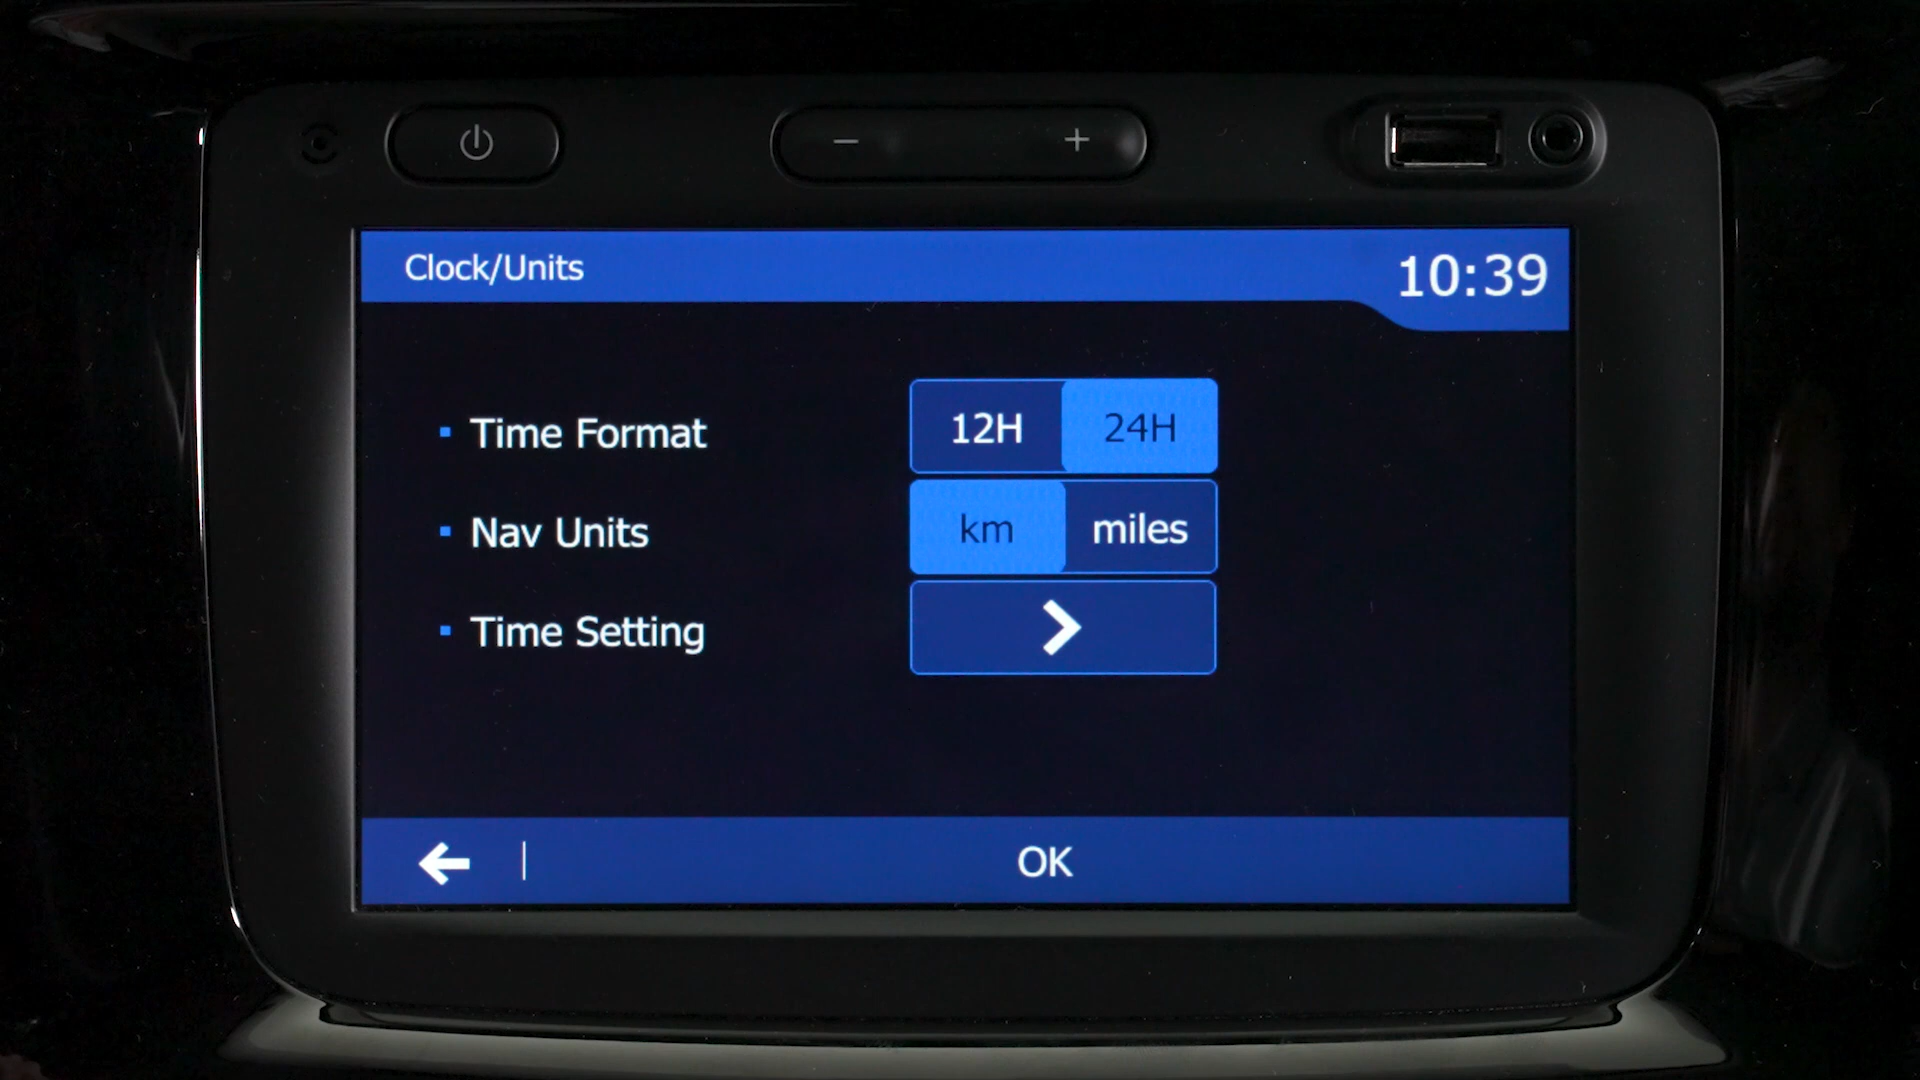 Clock/Units
10:39
Time Format
12H 24H
Nav Units
km miles
Time Setting
OK